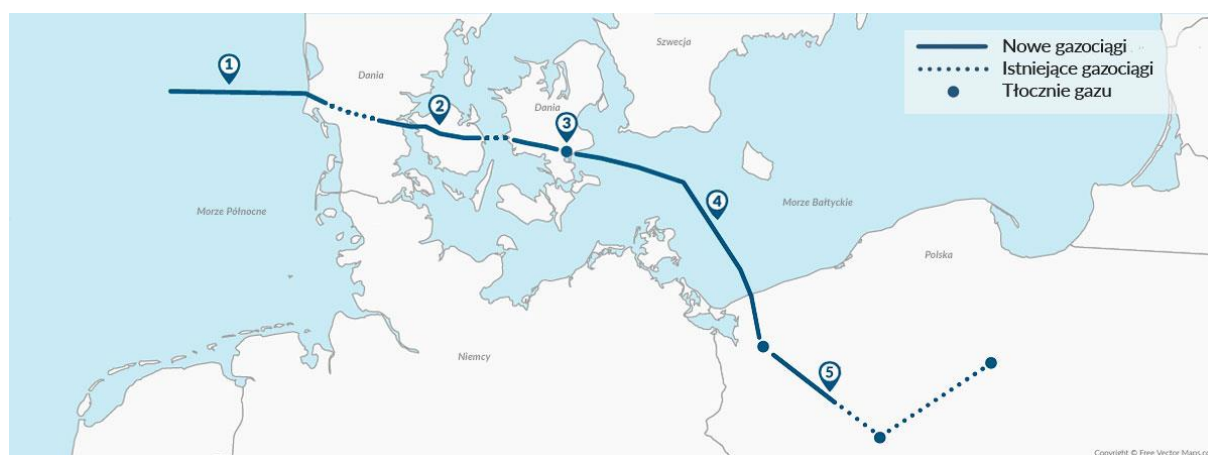 Szwecja
Nowe gazociągi
Istniejące gazociągi
Tłocznie gazu
1
Dania
2
Dania
3
4
Morze Północne
Morze Bałtyckie
Polska
Niemcy
5
Copyright © Free Vector Maps.co